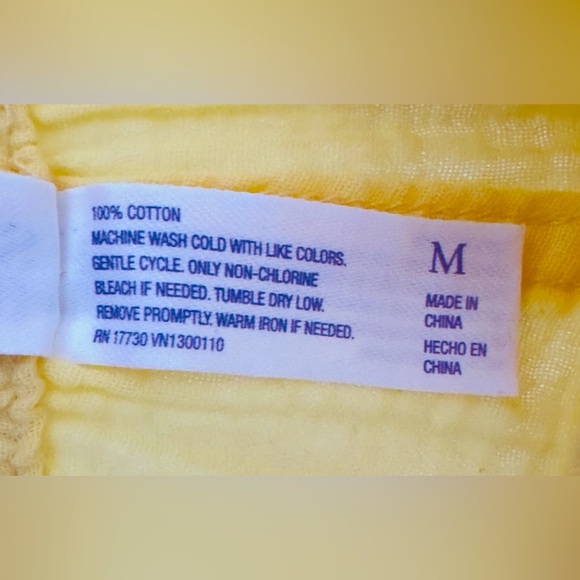 100% COTTON
MACHINE WASH COLD WITH LIKE COLORS.
GENTLE CYCLE. ONLY NON-CHLORINE
BLEACH IF NEEDED. TUMBLE DRY LOW.
REMOVE PROMPTLY. WARM IRON IF NEEDED.
RN 17730 VN1300110
M
MADE IN
CHINA
HECHO EN
CHINA